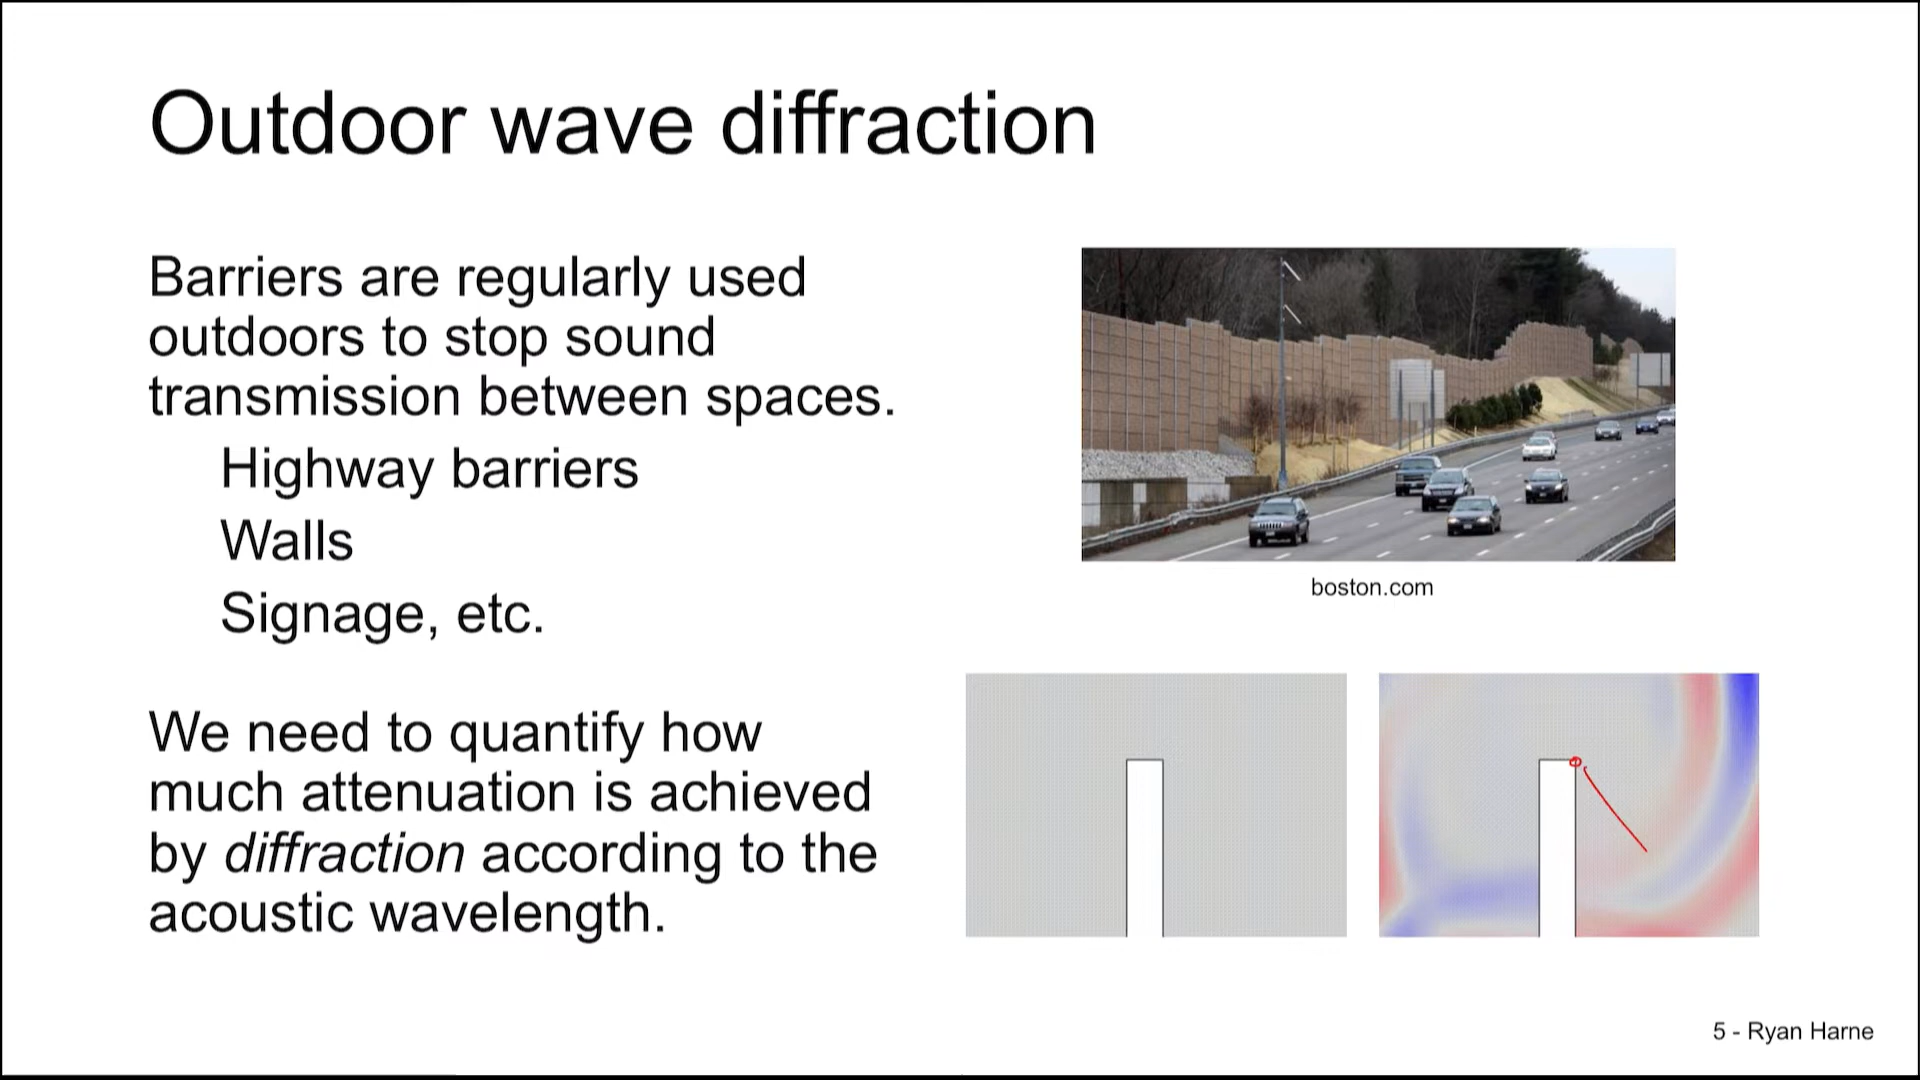 Outdoor wave diffraction
Barriers are regularly used
outdoors to stop sound
transmission between spaces.
Highway barriers
Walls
Signage, etc.
We need to quantify how
much attenuation is achieved
by diffraction according to the
acoustic wavelength.
boston.com
5 - Ryan Harne